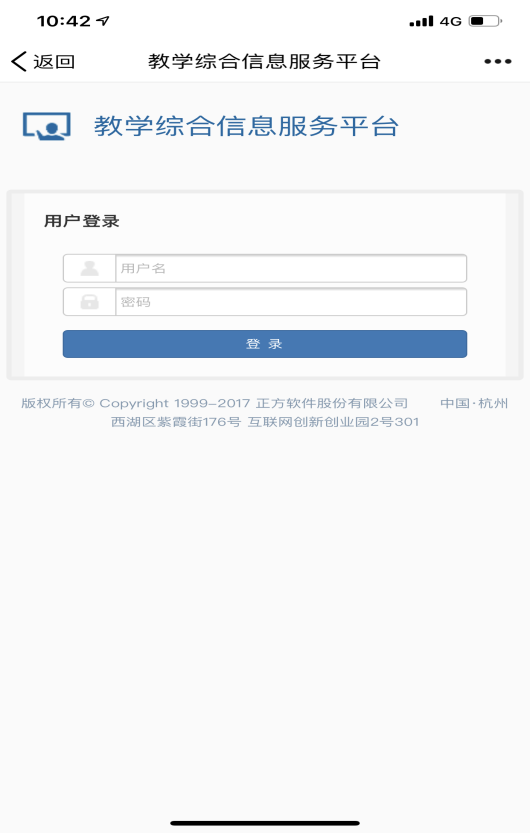 10:42 4G
返回 教学综合信息服务平台
教学综合信息服务平台
用户登录
用户名
密码
登 录
版权所有© Copyright 1999-2017 正方软件股份有限公司 中国·杭州
西湖区紫霞街176号 互联网创新创业园2号301